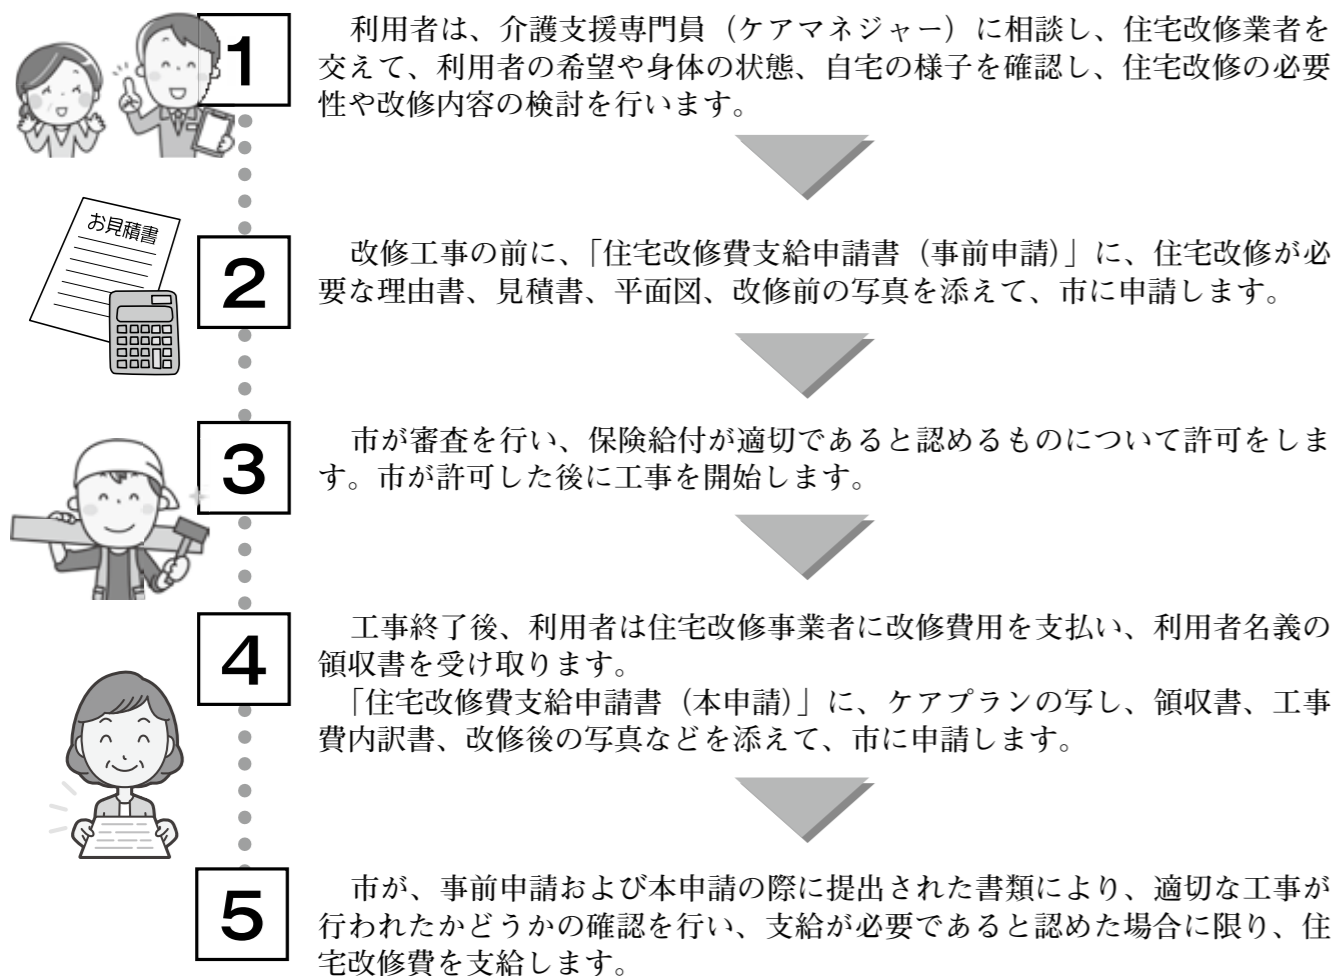 1
利用者は、介護支援専門員（ケアマネジャー）に相談し、住宅改修業者を
交えて、利用者の希望や身体の状態、自宅の様子を確認し、住宅改修の必要
性や改修内容の検討を行います。
お見積書
2
改修工事の前に、「住宅改修費支給申請書（事前申請）」に、住宅改修が必
要な理由書、見積書、平面図、改修前の写真を添えて、市に申請します。
3
市が審査を行い、保険給付が適切であると認めるものについて許可をしま
す。市が許可した後に工事を開始します。
4
工事終了後、利用者は住宅改修事業者に改修費用を支払い、利用者名義の
領収書を受け取ります。
「住宅改修費支給申請書（本申請）」に、ケアプランの写し、領収書、工事
費内訳書、改修後の写真などを添えて、市に申請します。
5
市が、事前申請および本申請の際に提出された書類により、適切な工事が
行われたかどうかの確認を行い、支給が必要であると認めた場合に限り、住
宅改修費を支給します。